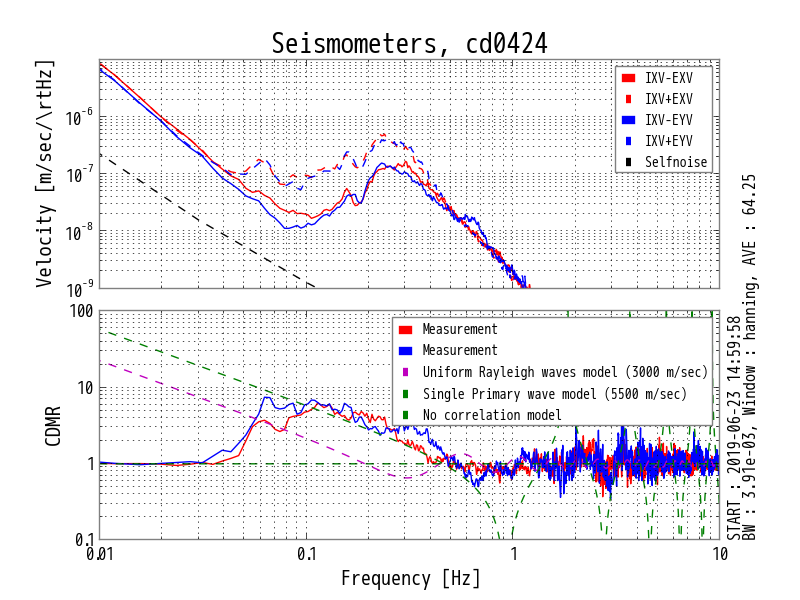 Seismometers, cd0424
Velocity [m/sec/\rtHz]
10^-6
10^-7
10^-8
10^-9
IXV-EXV
IXV+EXV
IXV-EYV
IXV+EYV
Selfnoise
CDMR
100
10
1
0.1
Measurement
Measurement
Uniform Rayleigh waves model (3000 m/sec)
Single Primary wave model (5500 m/sec)
No correlation model
0.01
0.1
1
10
Frequency [Hz]
START : 2019-06-23 14:59:58
BW : 3.91e-03, Window : hanning, AVE : 64.25